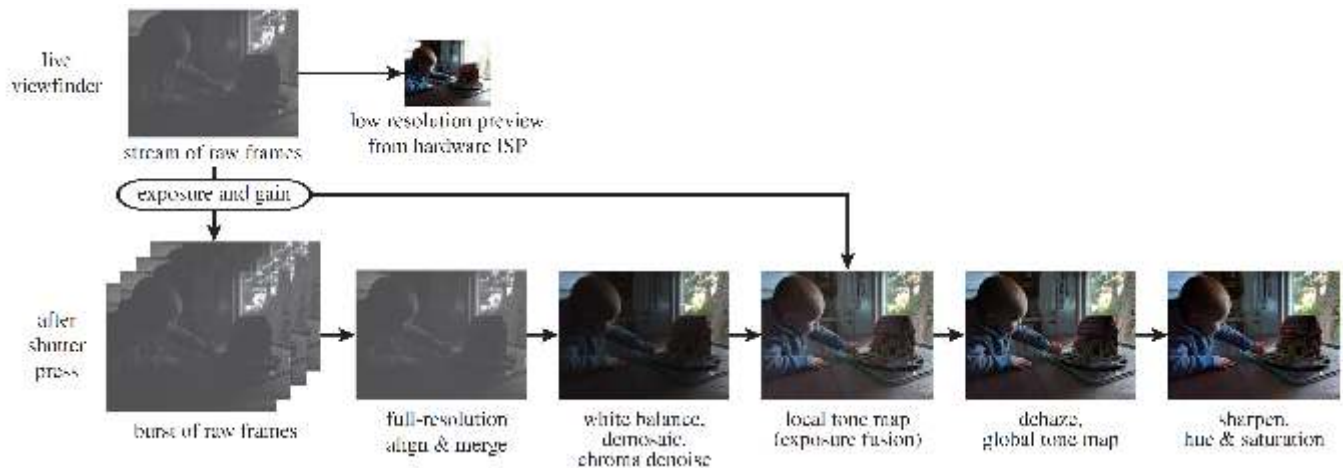 live
viewfinder
low resolution preview
from hardware ISP
stream of raw frames
exposure and gain
after
shutter
press
burst of raw frames
full-resolution
align & merge
white balance,
demosaic,
chroma denoise
local tone map
(exposure fusion)
dehaze,
global tone map
sharpen,
hue & saturation